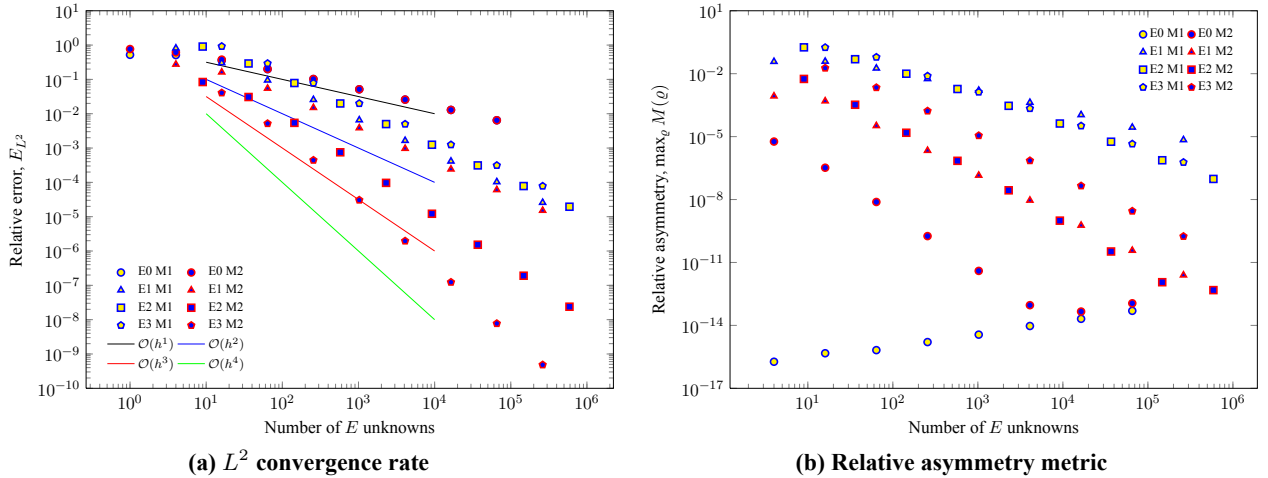 10^1
10^0
10^-1
10^-2
10^-3
10^-4
10^-5
10^-6
10^-7
10^-8
10^-9
10^-10
Relative error, E_{L^2}
E0 M1 E0 M2
E1 M1 E1 M2
E2 M1 E2 M2
E3 M1 E3 M2
𝒪(h^1) 𝒪(h^2)
𝒪(h^3) 𝒪(h^4)
10^0 10^1 10^2 10^3 10^4 10^5 10^6
Number of E unknowns
(a) L^2 convergence rate
10^1
10^-2
10^-5
10^-8
10^-11
10^-14
10^-17
Relative asymmetry, max_ϱ M(ϱ)
E0 M1 E0 M2
E1 M1 E1 M2
E2 M1 E2 M2
E3 M1 E3 M2
10^1 10^2 10^3 10^4 10^5 10^6
Number of E unknowns
(b) Relative asymmetry metric